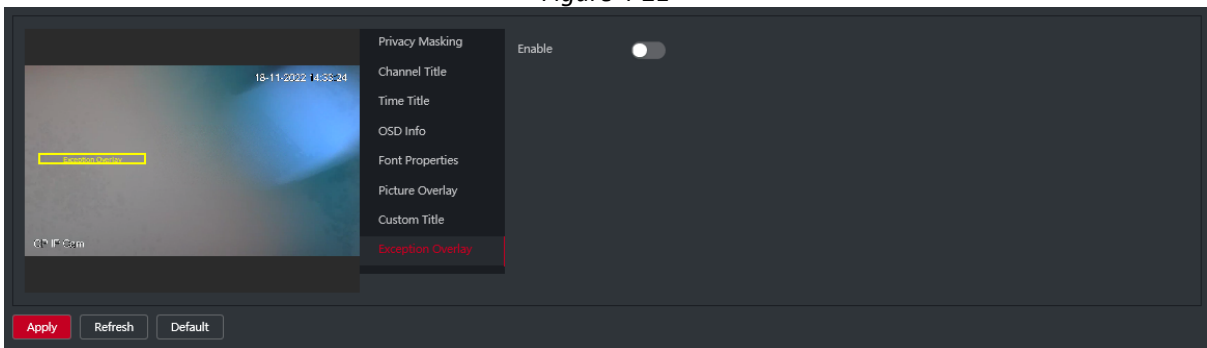 Privacy Masking
Enable
18-11-2022 14:33:24
Channel Title
Time Title
OSD Info
Exception Overlay
Font Properties
Picture Overlay
Custom Title
CP IP Cam
Exception Overlay
Apply
Refresh
Default